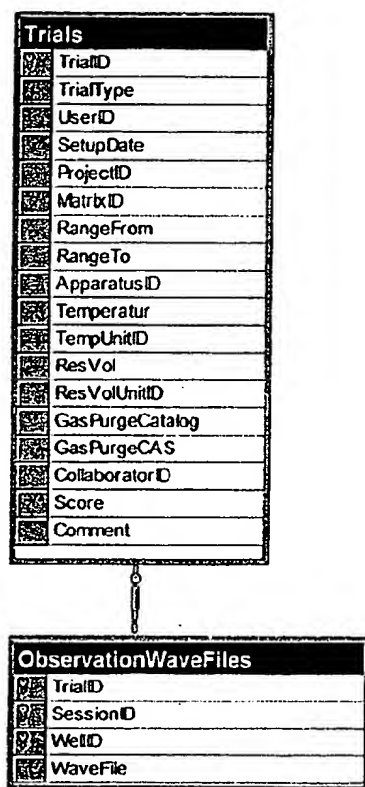 Trials
TrialID
TrialType
UserID
SetupDate
ProjectID
MatrixID
RangeFrom
RangeTo
ApparatusID
Temperatur
TempUnitID
ResVol
ResVolUnitID
GasPurgeCatalog
GasPurgeCAS
CollaboratorID
Score
Comment
ObservationWaveFiles
TrialID
SessionID
WellID
WaveFile